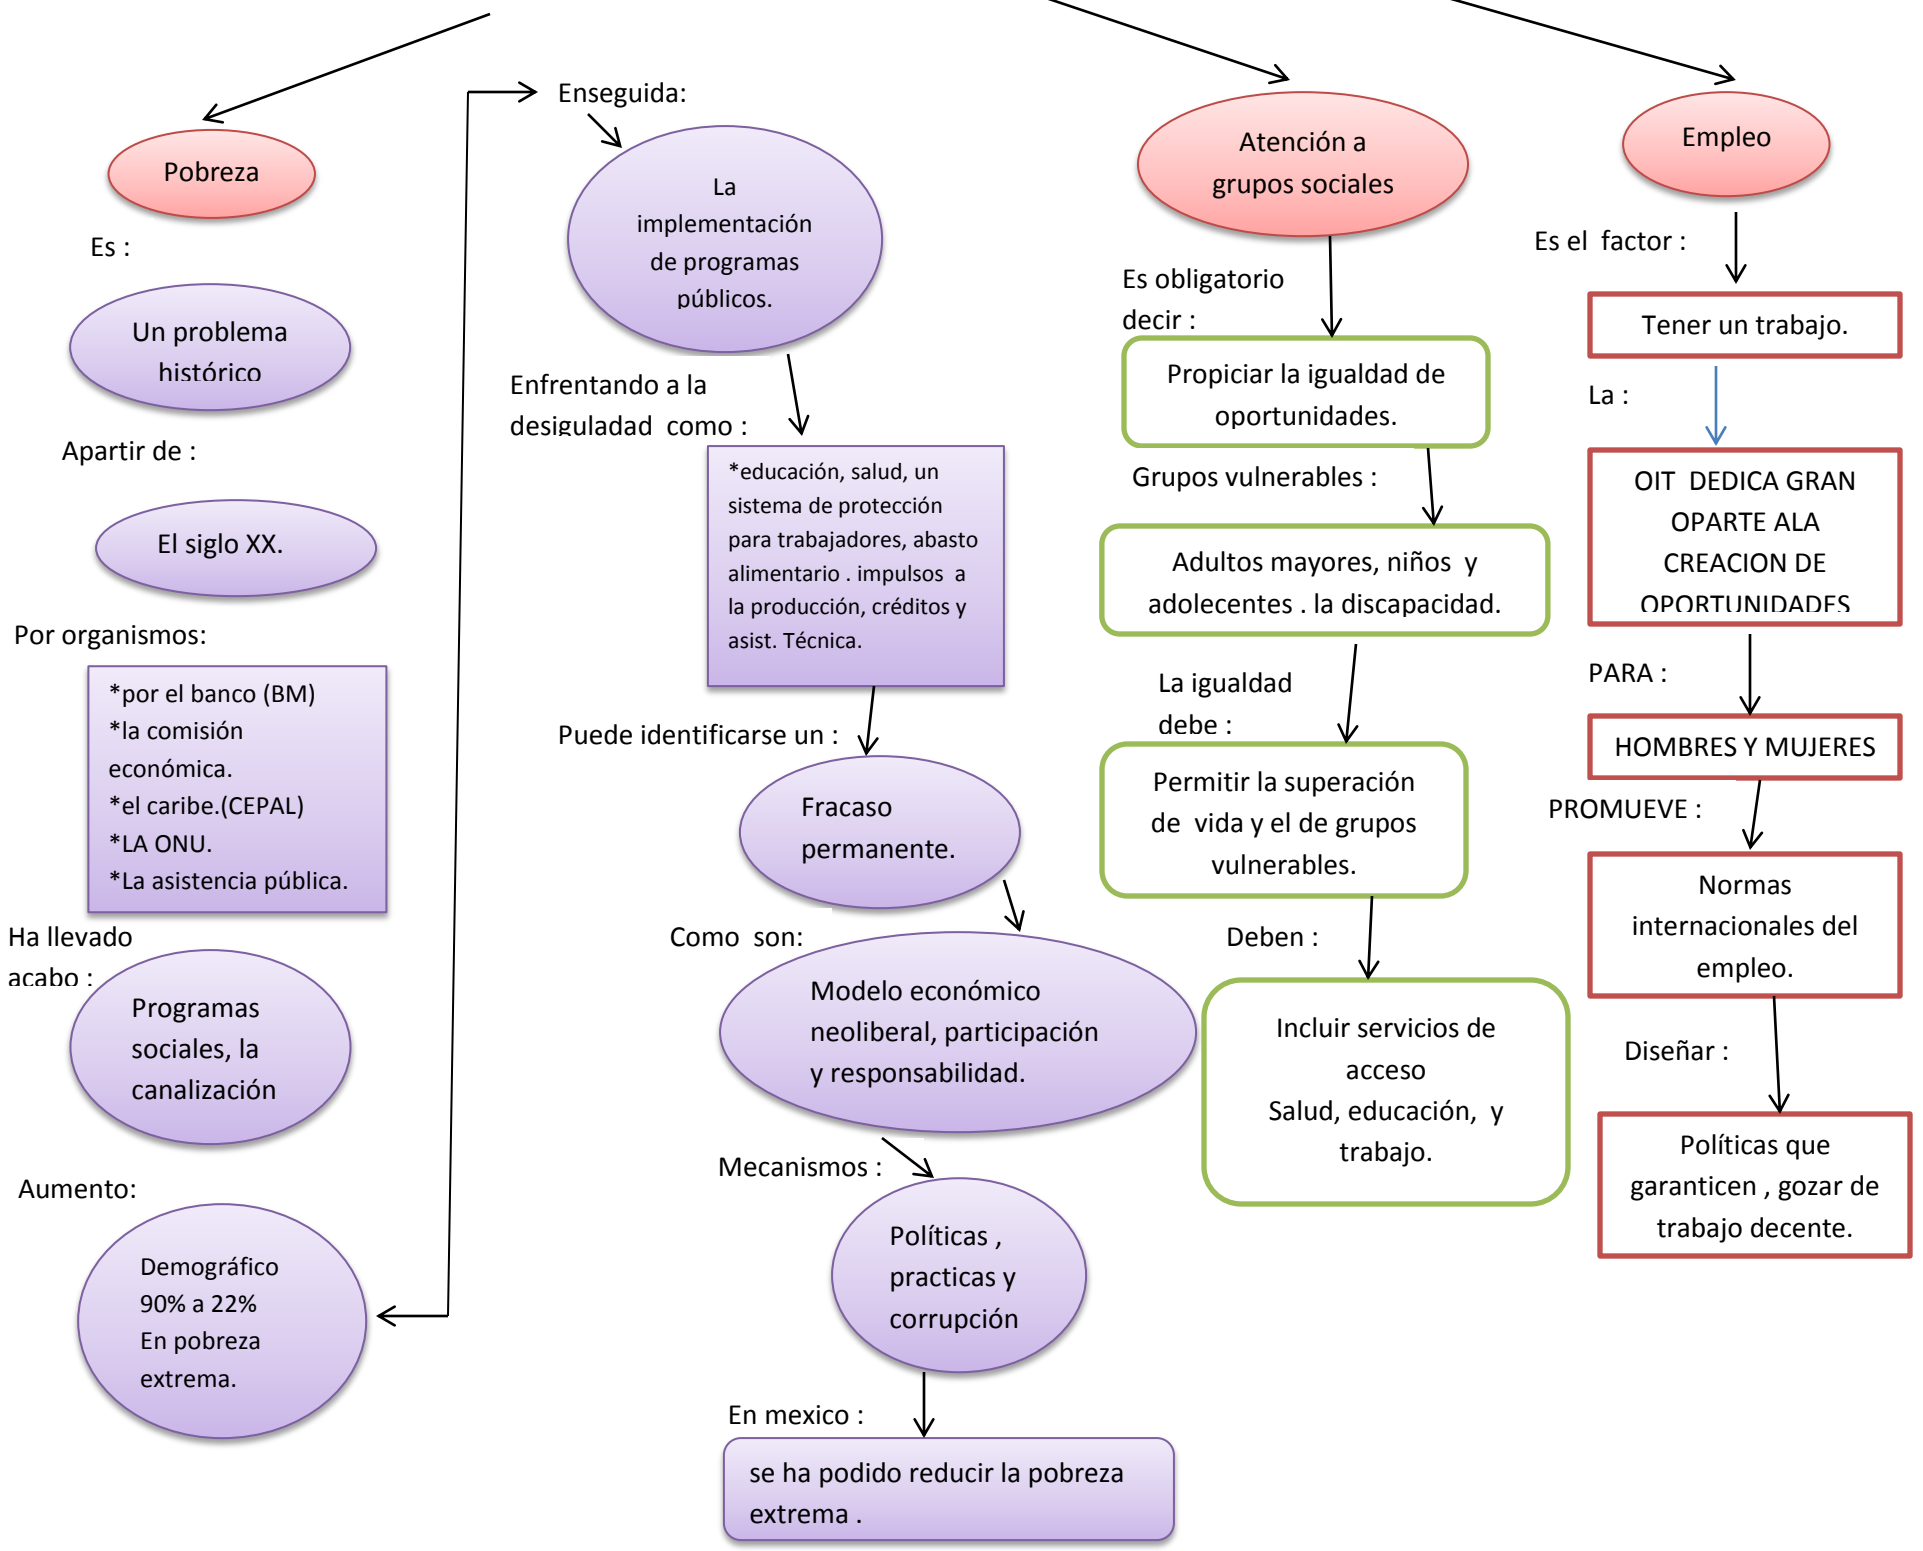 Pobreza
Es :
Un problema
histórico
Apartir de :
El siglo XX.
Por organismos:
*por el banco (BM)
*la comisión
económica.
*el caribe.(CEPAL)
*LA ONU.
*La asistencia pública.
Ha llevado
acabo :
Programas
sociales, la
canalización
Aumento:
Demográfico
90% a 22%
En pobreza
extrema.
Enseguida:
La
implementación
de programas
públicos.
Enfrentando a la
desiguladad como :
*educación, salud, un
sistema de protección
para trabajadores, abasto
alimentario . impulsos a
la producción, créditos y
asist. Técnica.
Puede identificarse un :
Fracaso
permanente.
Como son:
Modelo económico
neoliberal, participación
y responsabilidad.
Mecanismos :
Políticas ,
practicas y
corrupción
En mexico :
se ha podido reducir la pobreza
extrema .
Atención a
grupos sociales
Es obligatorio
decir :
Propiciar la igualdad de
oportunidades.
Grupos vulnerables :
Adultos mayores, niños y
adolecentes . la discapacidad.
La igualdad
debe :
Permitir la superación
de vida y el de grupos
vulnerables.
Deben :
Incluir servicios de
acceso
Salud, educación, y
trabajo.
Empleo
Es el factor :
Tener un trabajo.
La :
OIT DEDICA GRAN
OPARTE ALA
CREACION DE
OPORTUNIDADES
PARA :
HOMBRES Y MUJERES
PROMUEVE :
Normas
internacionales del
empleo.
Diseñar :
Políticas que
garanticen , gozar de
trabajo decente.